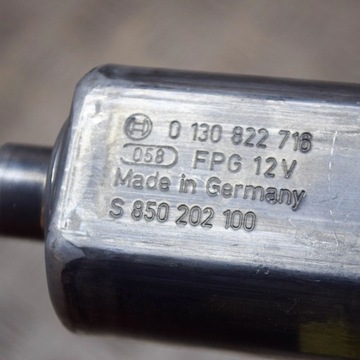 0 130 822 716
058 FPG 12V
Made in Germany
S 850 202 100